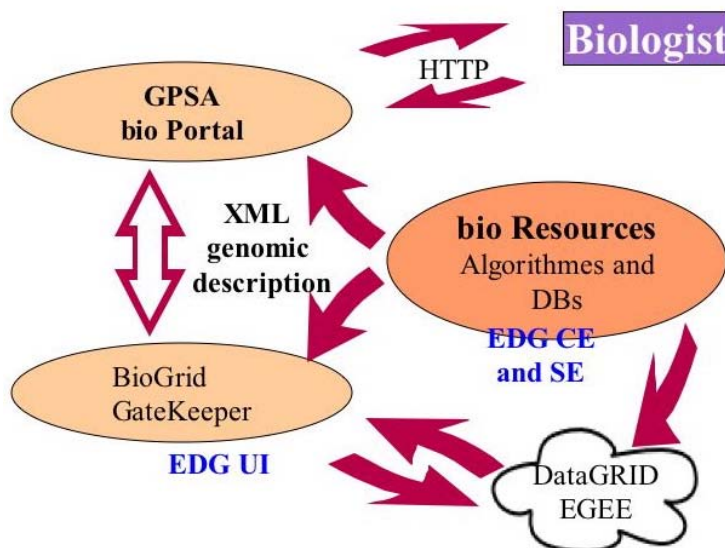 Biologist
HTTP
GPSA
bio Portal
XML
genomic
description
bio Resources
Algorithmes and
DBs
EDG CE
and SE
BioGrid
GateKeeper
EDG UI
DataGRID
EGEE